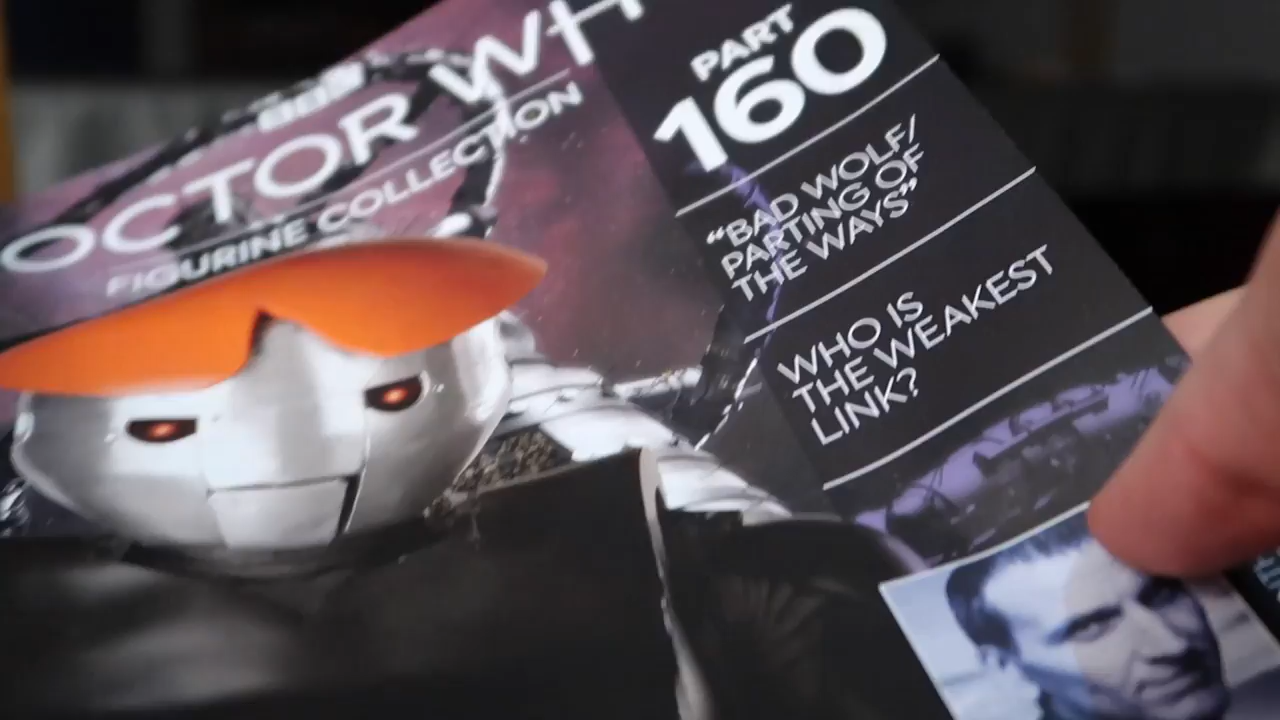 OCTOR WH
FIGURINE COLLECTION
PART
160
“BAD WOLF/
PARTING OF
THE WAYS”
WHO IS
THE WEAKEST
LINK?